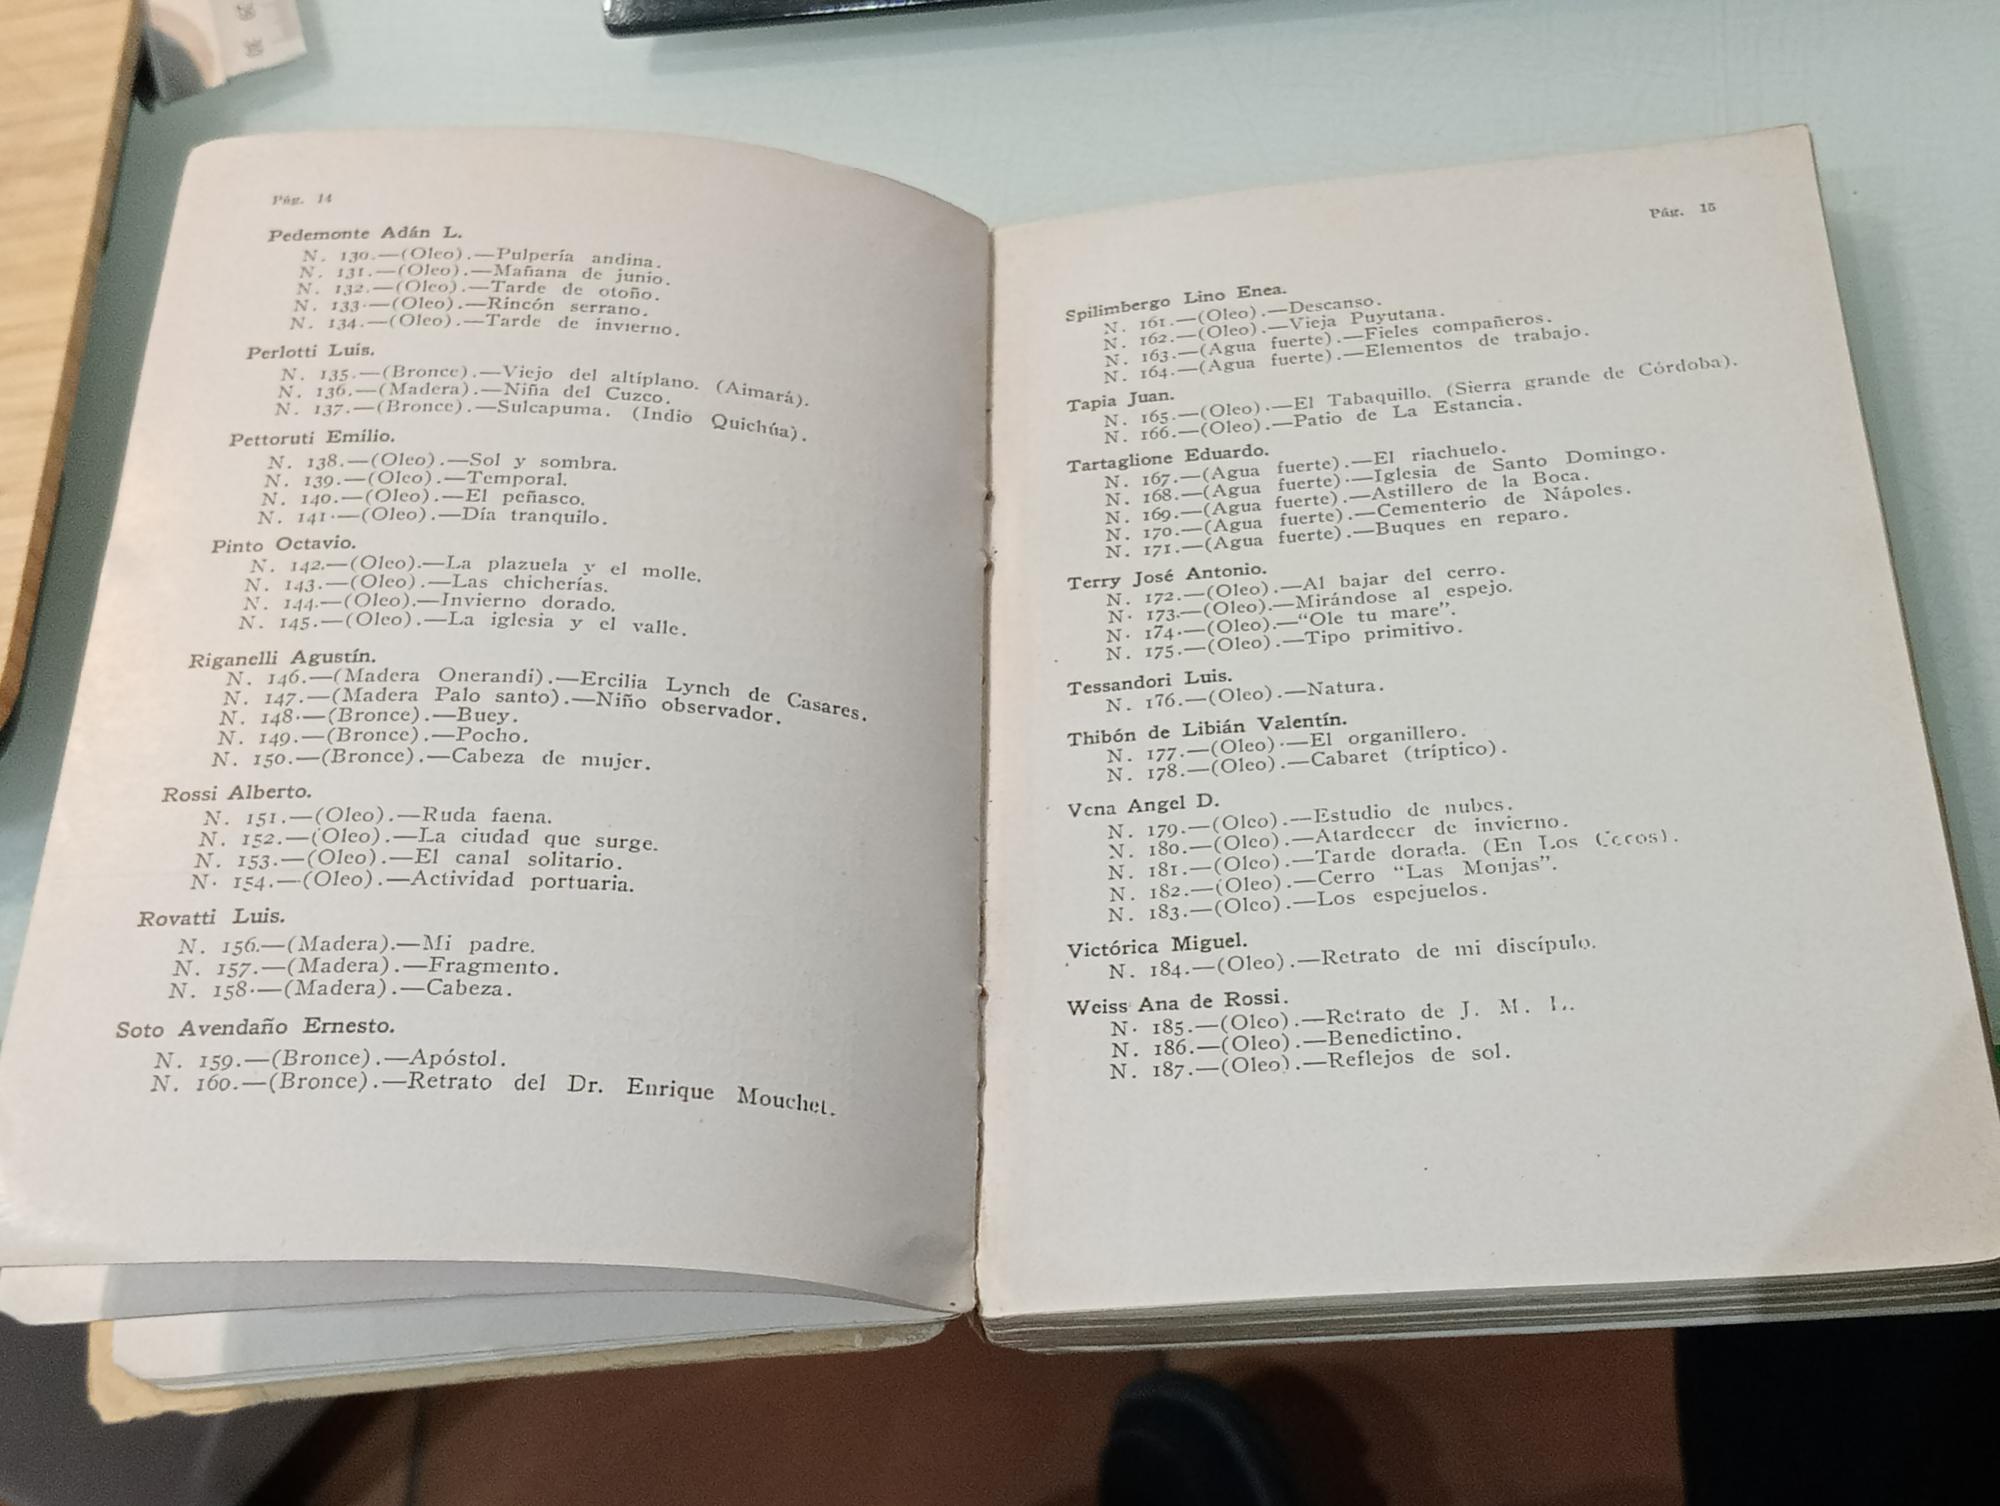 Pág. 14
Pedemonte Adán L.
N. 130.—(Oleo).—Pulpería andina.
N. 131.—(Oleo).—Mañana de junio.
N. 132.—(Oleo).—Tarde de otoño.
N. 133.—(Oleo).—Rincón serrano.
N. 134.—(Oleo).—Tarde de invierno.
Perlotti Luis.
N. 135.—(Bronce).—Viejo del altiplano. (Aimará).
N. 136.—(Madera).—Niña del Cuzco.
N. 137.—(Bronce).—Sulcapuma. (Indio Quichúa).
Pettoruti Emilio.
N. 138.—(Oleo).—Sol y sombra.
N. 139.—(Oleo).—Temporal.
N. 140.—(Oleo).—El peñasco.
N. 141.—(Oleo).—Día tranquilo.
Pinto Octavio.
N. 142.—(Oleo).—La plazuela y el molle.
N. 143.—(Oleo).—Las chicherías.
N. 144.—(Oleo).—Invierno dorado.
N. 145.—(Oleo).—La iglesia y el valle.
Riganelli Agustín.
N. 146.—(Madera Onerandi).—Ercilia Lynch de Casares.
N. 147.—(Madera Palo santo).—Niño observador.
N. 148.—(Bronce).—Buey.
N. 149.—(Bronce).—Pocho.
N. 150.—(Bronce).—Cabeza de mujer.
Rossi Alberto.
N. 151.—(Oleo).—Ruda faena.
N. 152.—(Oleo).—La ciudad que surge.
N. 153.—(Oleo).—El canal solitario.
N. 154.—(Oleo).—Actividad portuaria.
Rovatti Luis.
N. 156.—(Madera).—Mi padre.
N. 157.—(Madera).—Fragmento.
N. 158.—(Madera).—Cabeza.
Soto Avendaño Ernesto.
N. 159.—(Bronce).—Apóstol.
N. 160.—(Bronce).—Retrato del Dr. Enrique Mouchet.
Pág. 15
Spilimbergo Lino Enea.
N. 161.—(Oleo).—Descanso.
N. 162.—(Oleo).—Vieja Puyutana.
N. 163.—(Agua fuerte).—Fieles compañeros.
N. 164.—(Agua fuerte).—Elementos de trabajo.
Tapia Juan.
N. 165.—(Oleo).—El Tabaquillo. (Sierra grande de Córdoba).
N. 166.—(Oleo).—Patio de La Estancia.
Tartaglione Eduardo.
N. 167.—(Agua fuerte).—El riachuelo.
N. 168.—(Agua fuerte).—Iglesia de Santo Domingo.
N. 169.—(Agua fuerte).—Astillero de la Boca.
N. 170.—(Agua fuerte).—Cementerio de Nápoles.
N. 171.—(Agua fuerte).—Buques en reparo.
Terry José Antonio.
N. 172.—(Oleo).—Al bajar del cerro.
N. 173.—(Oleo).—Mirándose al espejo.
N. 174.—(Oleo).—“Ole tu mare”.
N. 175.—(Oleo).—Tipo primitivo.
Tessandori Luis.
N. 176.—(Oleo).—Natura.
Thibón de Libián Valentín.
N. 177.—(Oleo).—El organillero.
N. 178.—(Oleo).—Cabaret (tríptico).
Vena Angel D.
N. 179.—(Oleo).—Estudio de nubes.
N. 180.—(Oleo).—Atardecer de invierno.
N. 181.—(Oleo).—Tarde dorada. (En Los Cocos).
N. 182.—(Oleo).—Cerro “Las Monjas”.
N. 183.—(Oleo).—Los espejuelos.
Victórica Miguel.
N. 184.—(Oleo).—Retrato de mi discípulo.
Weiss Ana de Rossi.
N. 185.—(Oleo).—Retrato de J. M. L.
N. 186.—(Oleo).—Benedictino.
N. 187.—(Oleo).—Reflejos de sol.